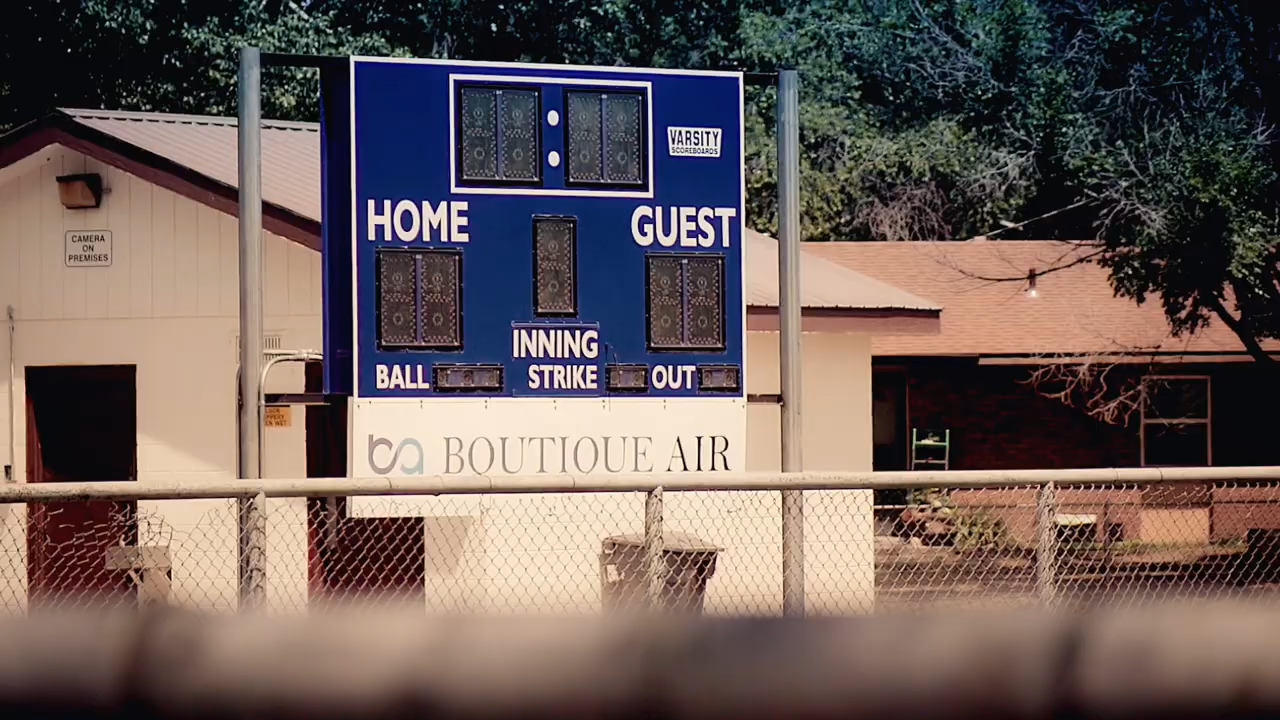 VARSITY
SCOREBOARDS
HOME
GUEST
CAMERA
ON
PREMISES
INNING
BALL
STRIKE
OUT
BOUTIQUE AIR